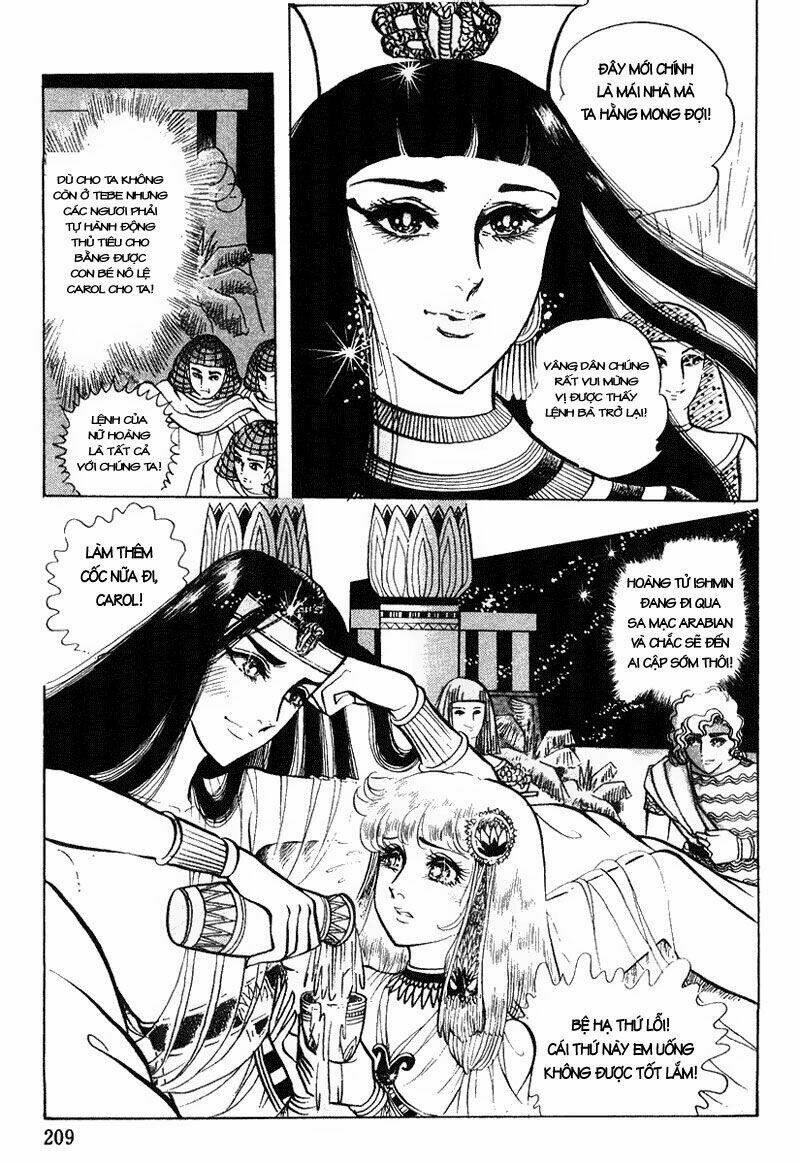 ĐÂY MỚI CHÍNH
LÀ MÁI NHÀ MÀ
TA HẰNG MONG ĐỢI!
VÂNG DÂN CHÚNG
RẤT VUI MỪNG
VỊ ĐƯỢC THẤY
LỆNH BÀ TRỞ LẠI!
DÙ CHO TA KHÔNG
CÒN Ở TEBE NHƯNG
CÁC NGƯƠI PHẢI
TỰ HÀNH ĐỘNG
THỦ TIÊU CHO
BẰNG ĐƯỢC
CON BÉ NÔ LỆ
CAROL CHO TA!
LỆNH CỦA
NỮ HOÀNG
LÀ TẤT CẢ
VỚI CHÚNG TA!
LÀM THÊM
CỐC NỮA ĐI,
CAROL!
HOÀNG TỬ ISHMIN
ĐANG ĐI QUA
SA MẠC ARABIAN
VÀ CHẮC SẼ ĐẾN
AI CẬP SỚM THÔI!
BỆ HẠ THỨ LỖI!
CÁI THỨ NÀY EM UỐNG
KHÔNG ĐƯỢC TỐT LẮM!
209